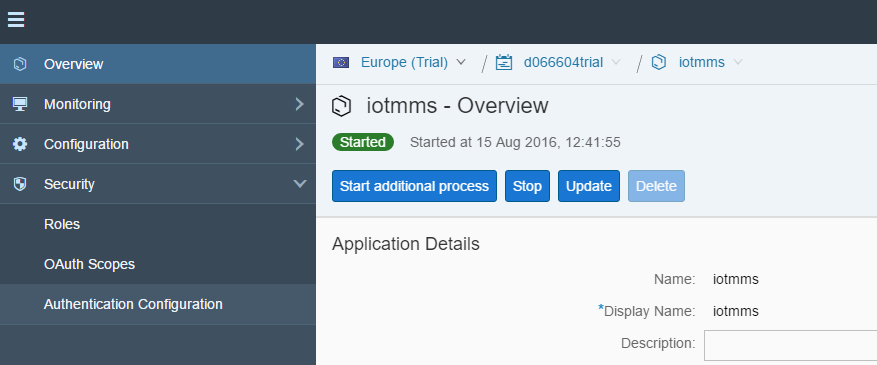 Overview
Monitoring
Configuration
Security
Roles
OAuth Scopes
Authentication Configuration
Europe (Trial) / d066604trial / iotmms
iotmms - Overview
Started Started at 15 Aug 2016, 12:41:55
Start additional process Stop Update Delete
Application Details
Name: iotmms
*Display Name: iotmms
Description: